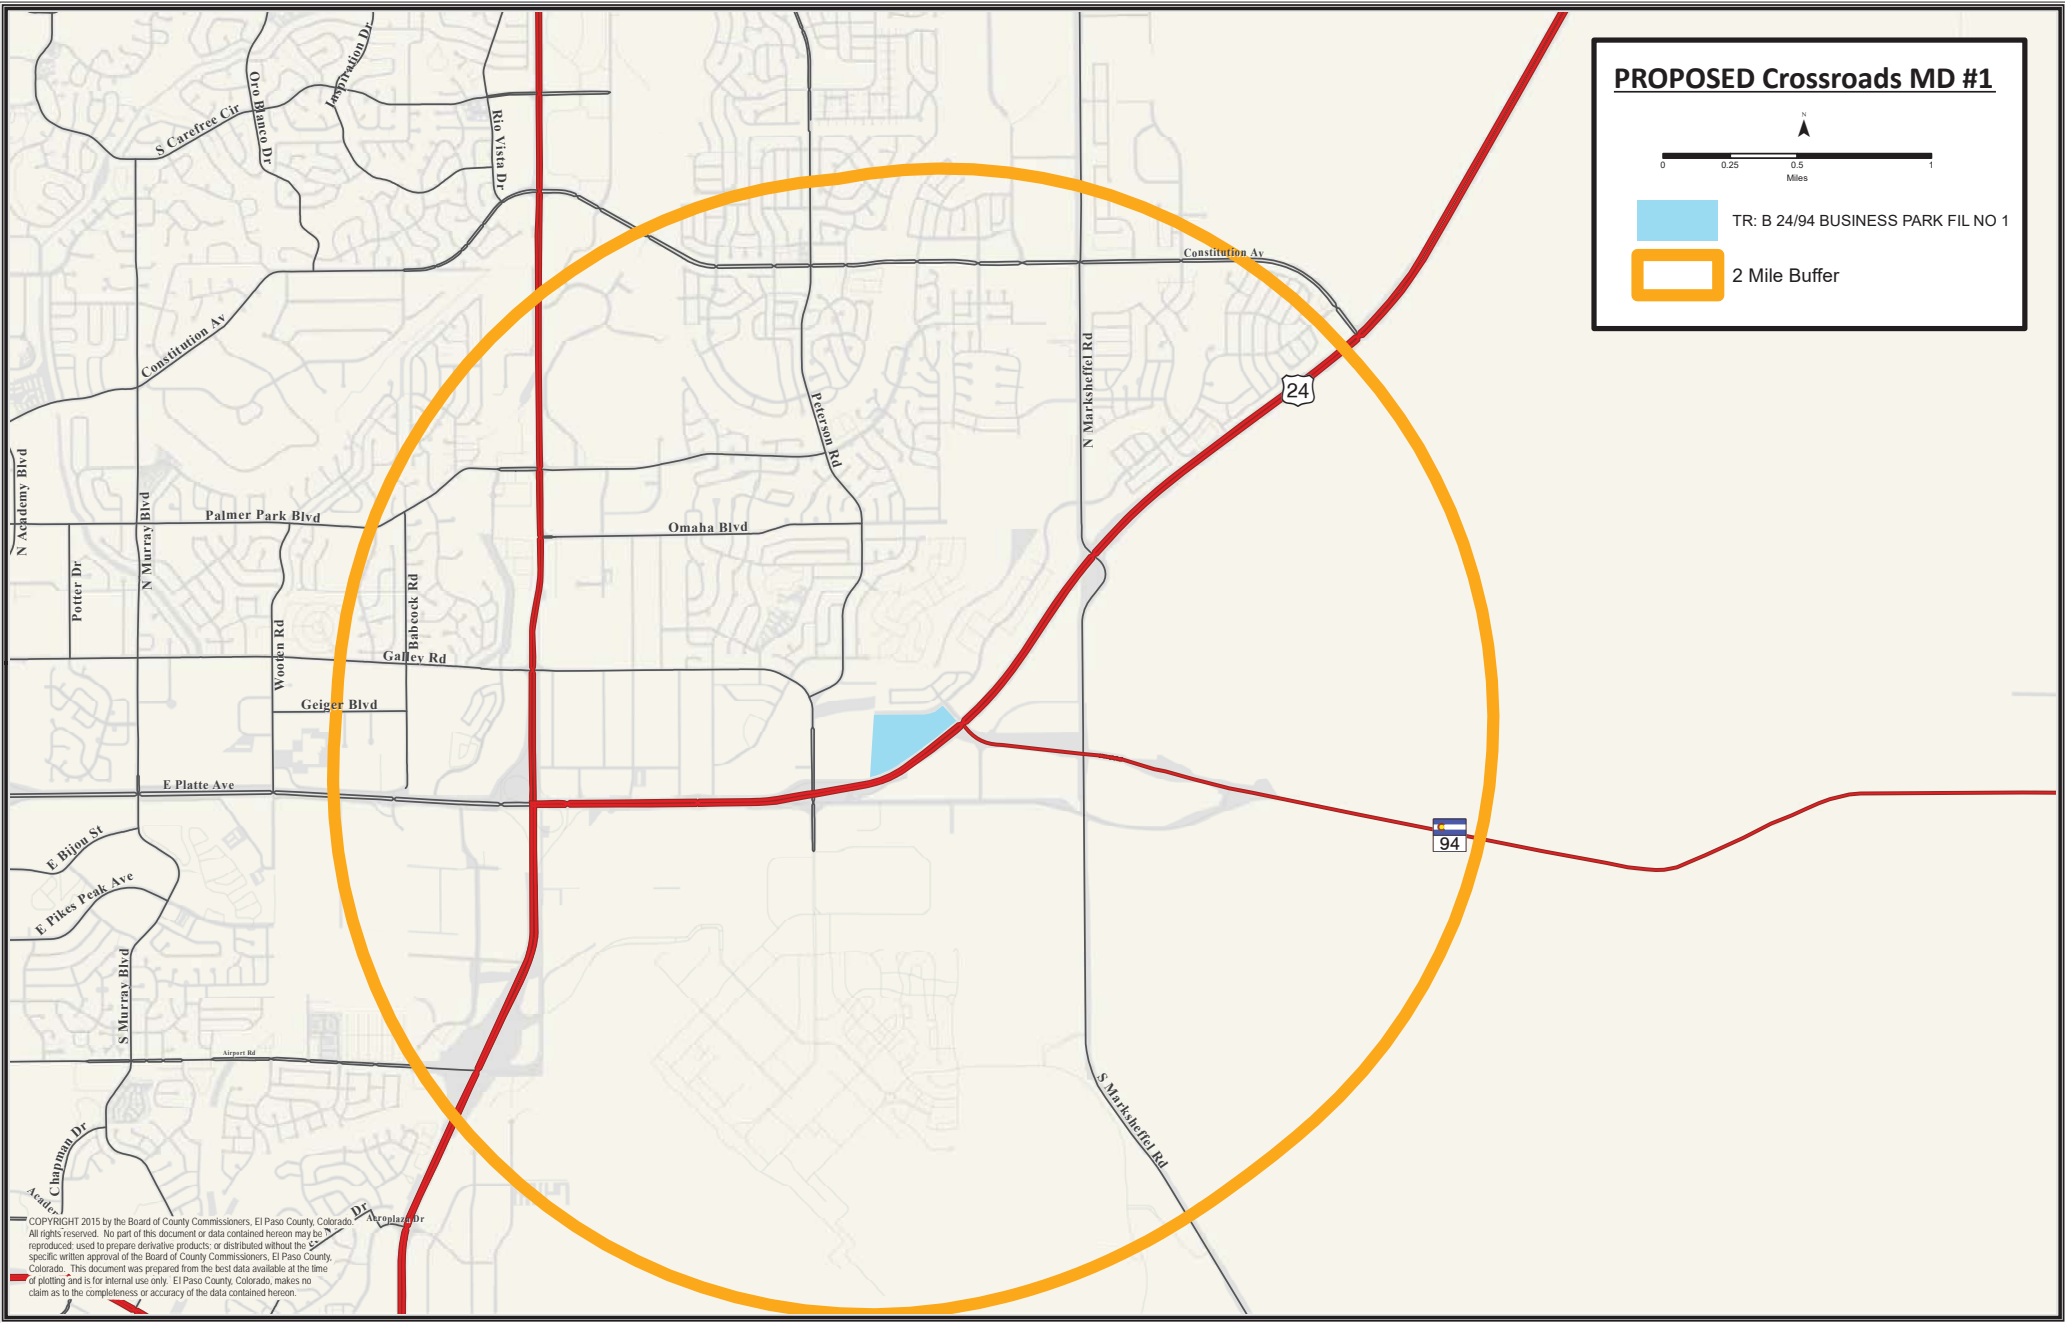 PROPOSED Crossroads MD #1
N
0
0.25
0.5
1
Miles
TR: B 24/94 BUSINESS PARK FIL NO 1
2 Mile Buffer
Inspiration Dr
Oro Blanco Dr
S Carefree Cir
Rio Vista Dr
Constitution Av
Constitution Av
N Marksheffel Rd
24
Peterson Rd
N Academy Blvd
N Murray Blvd
Palmer Park Blvd
Omaha Blvd
Potter Dr
Babcock Rd
Wooten Rd
Galley Rd
Geiger Blvd
E Platte Ave
94
E Bijou St
E Pikes Peak Ave
S Murray Blvd
Airport Rd
S Marksheffel Rd
Chapman Dr
Dr
Aeroplaza Dr
COPYRIGHT 2015 by the Board of County Commissioners, El Paso County, Colorado.
All rights reserved. No part of this document or data contained hereon may be
reproduced; used to prepare derivative products; or distributed without the
specific written approval of the Board of County Commissioners, El Paso County,
Colorado. This document was prepared from the best data available at the time
of plotting and is for internal use only. El Paso County, Colorado, makes no
claim as to the completeness or accuracy of the data contained hereon.